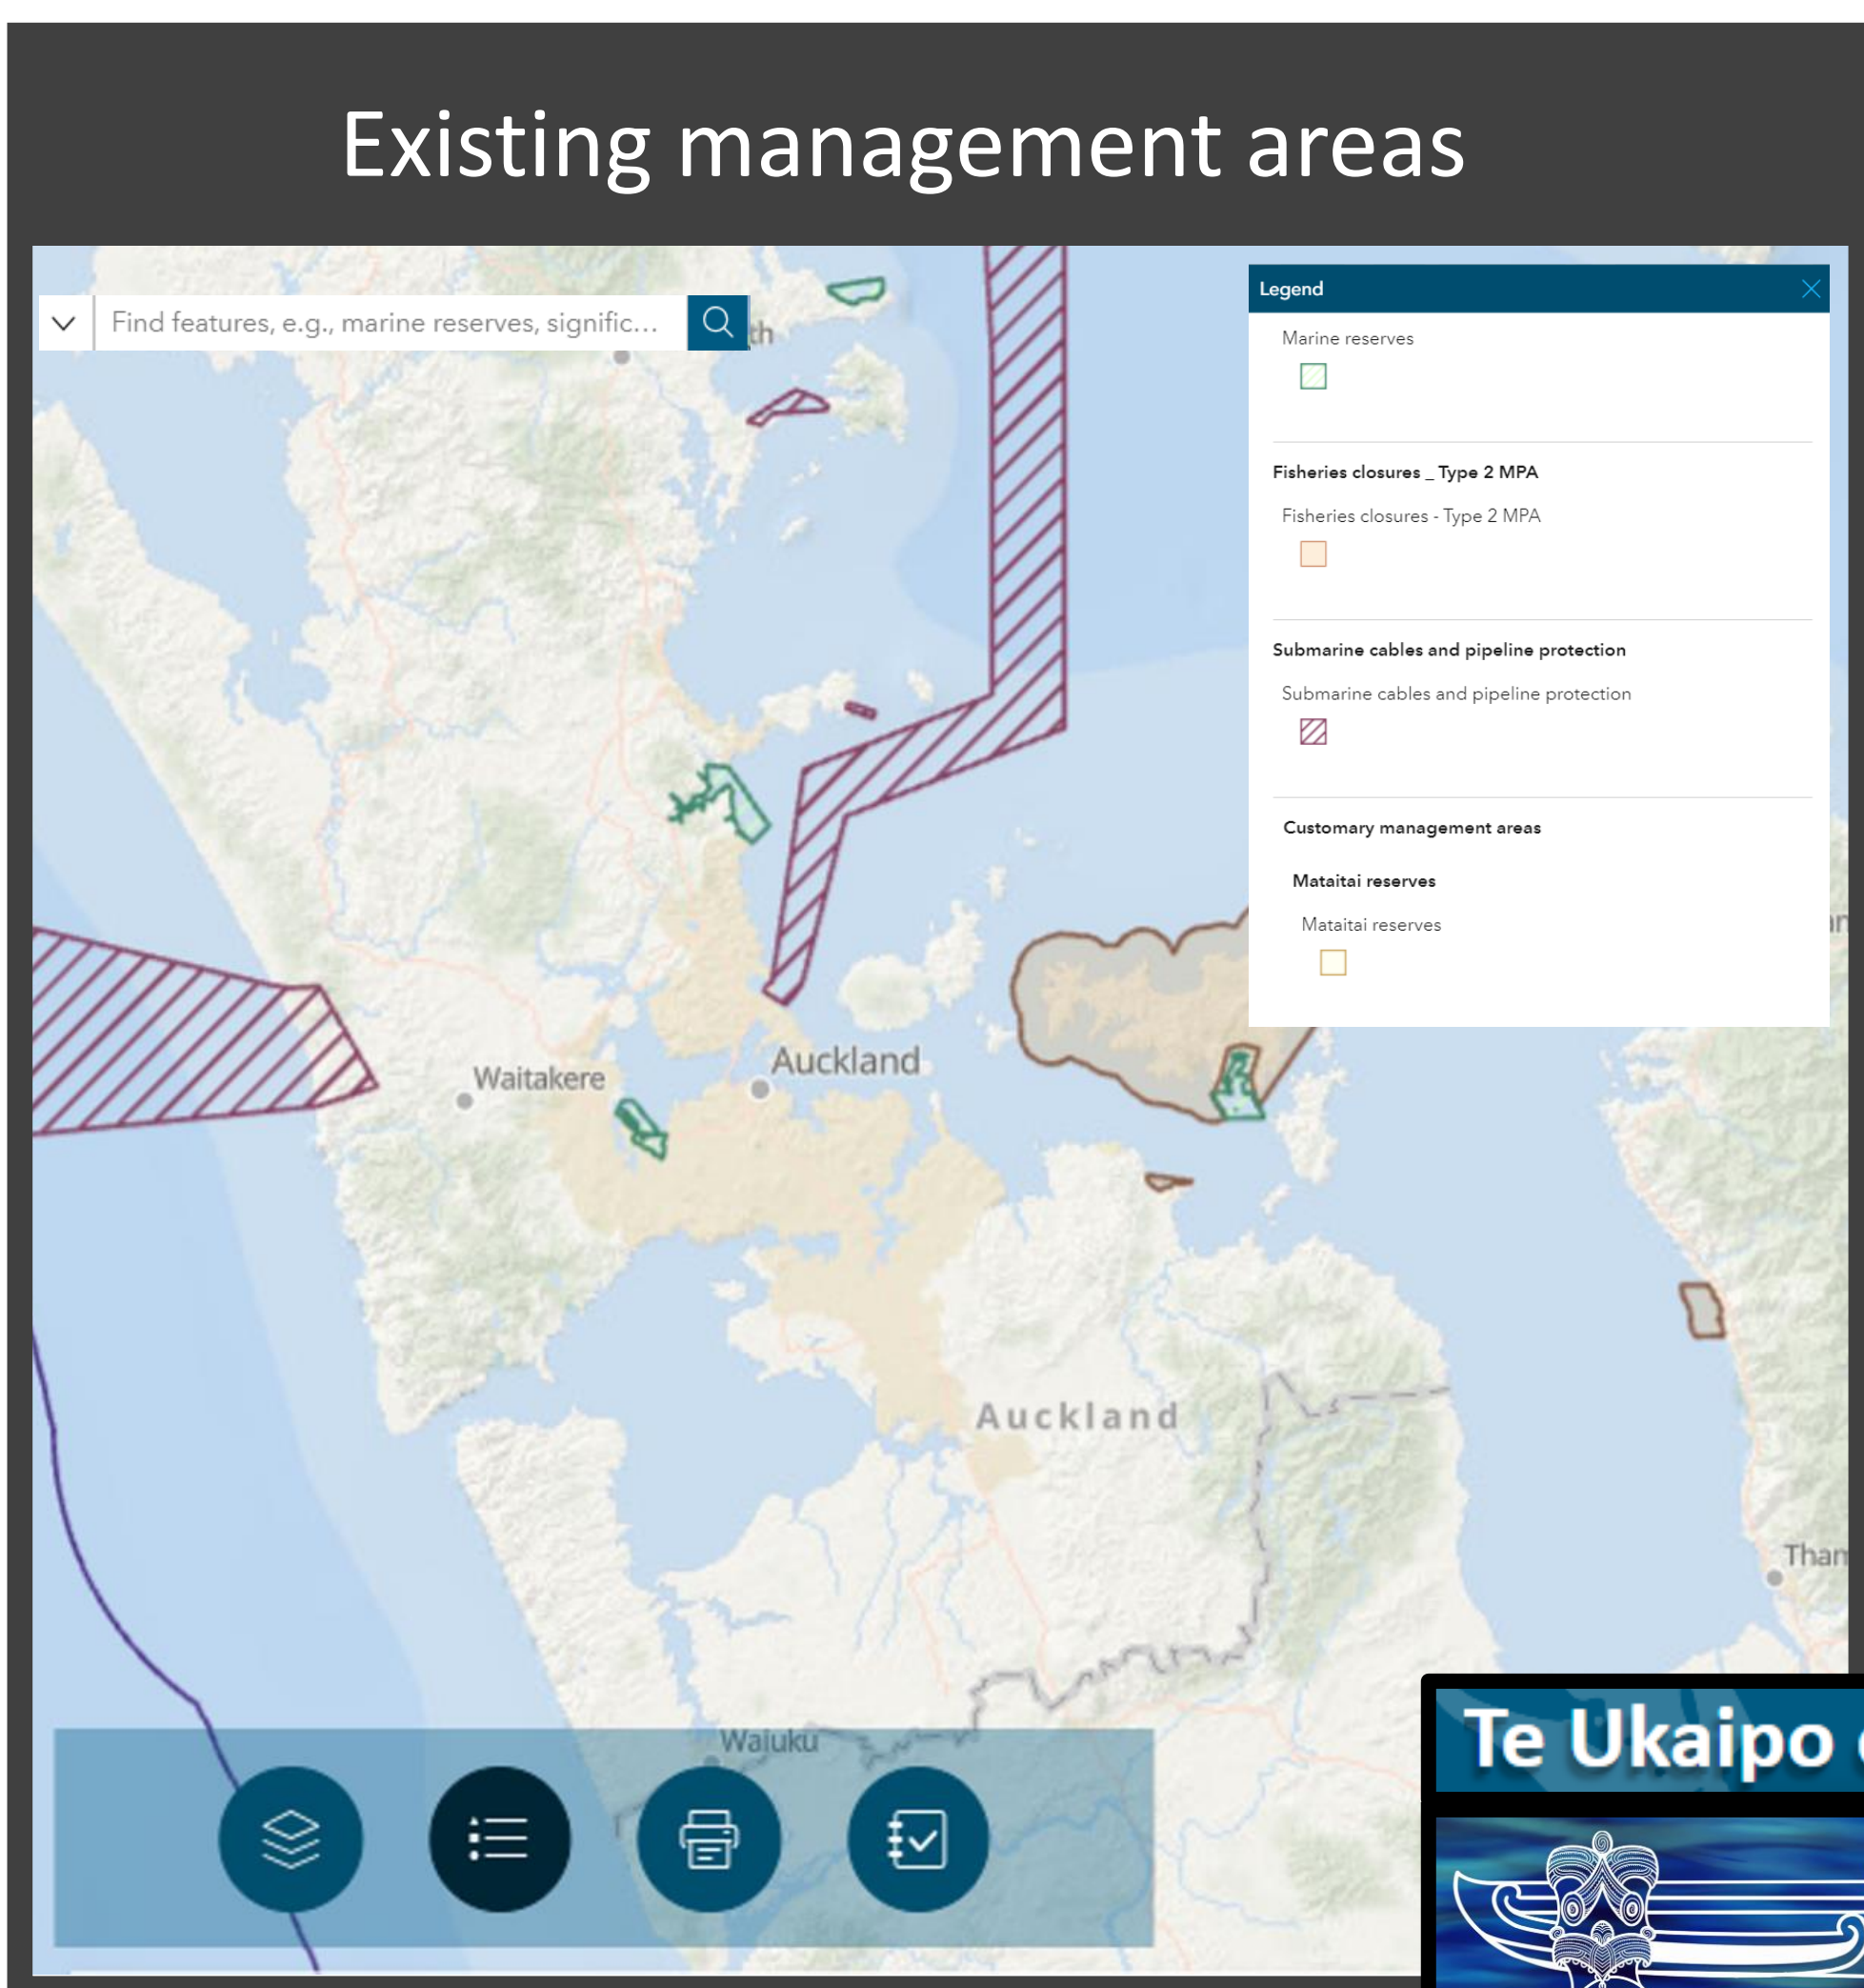 Existing management areas
Find features, e.g., marine reserves, signific...
th
Legend
Marine reserves
Fisheries closures _ Type 2 MPA
Fisheries closures - Type 2 MPA
Submarine cables and pipeline protection
Submarine cables and pipeline protection
Customary management areas
Mataitai reserves
Mataitai reserves
Waitakere
Auckland
Auckland
Tham
Waiuku
Te Ukaipo